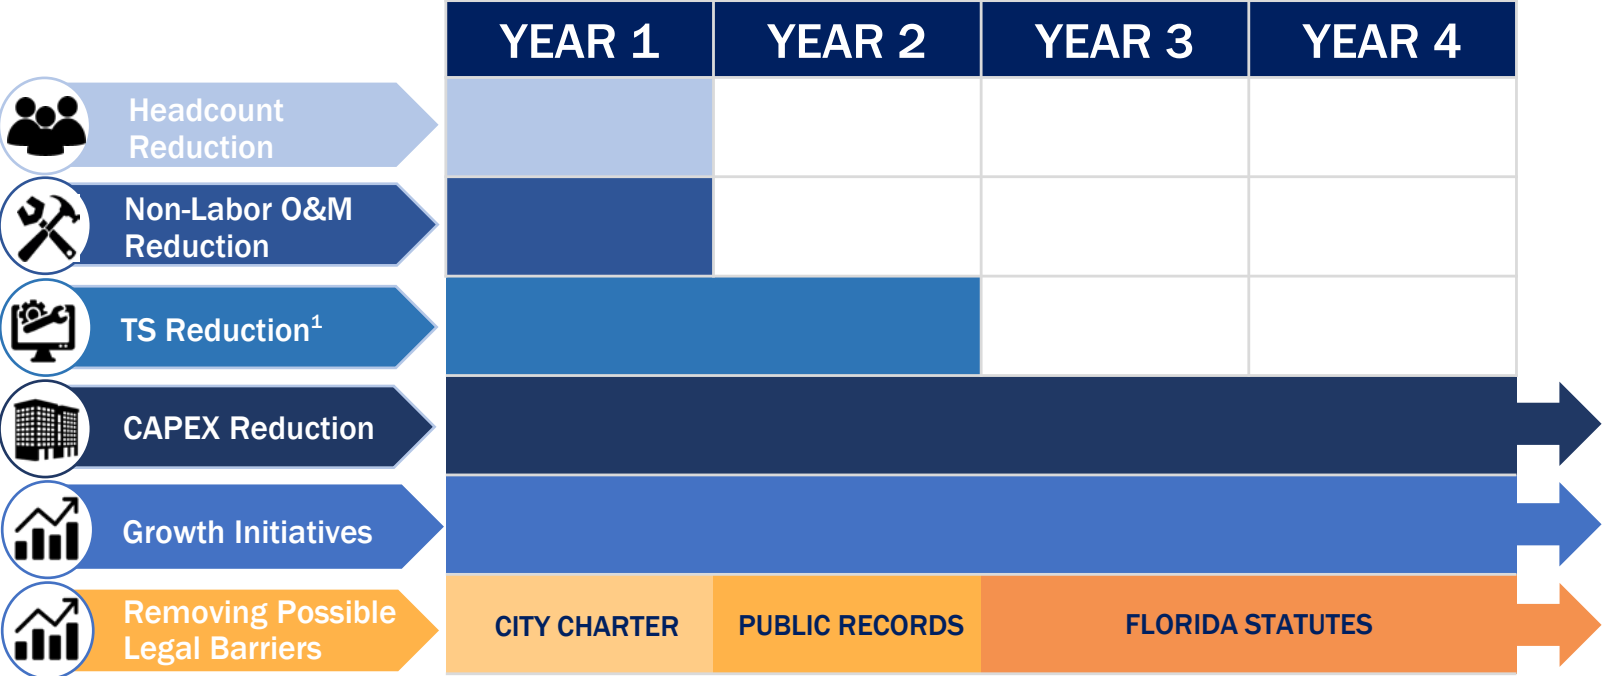 YEAR 1 YEAR 2 YEAR 3 YEAR 4
Headcount
Reduction
Non-Labor O&M
Reduction
TS Reduction¹
CAPEX Reduction
Growth Initiatives
Removing Possible
Legal Barriers
CITY CHARTER PUBLIC RECORDS FLORIDA STATUTES